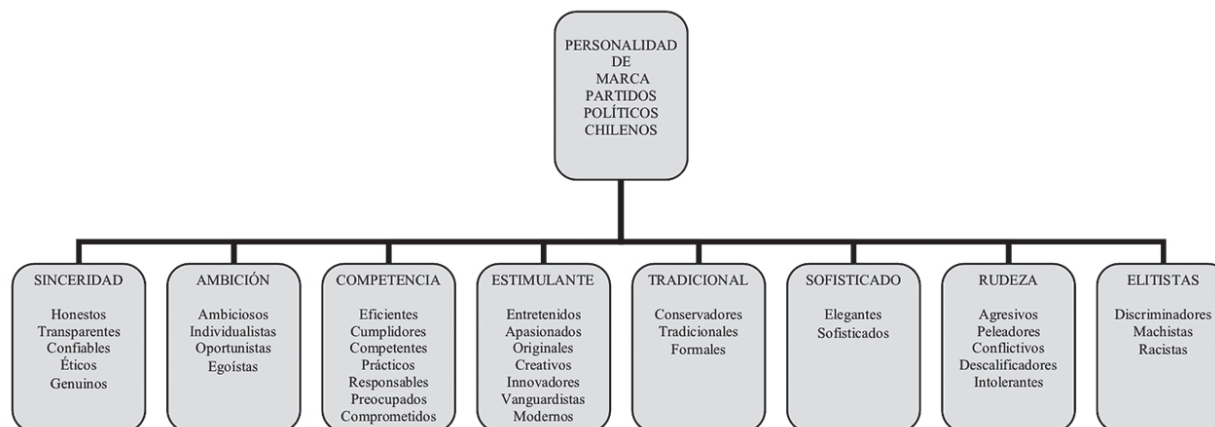 PERSONALIDAD
DE
MARCA
PARTIDOS
POLÍTICOS
CHILENOS
SINCERIDAD
Honestos
Transparentes
Confiables
Éticos
Genuinos
AMBICIÓN
Ambiciosos
Individualistas
Oportunistas
Egoístas
COMPETENCIA
Eficientes
Cumplidores
Competentes
Prácticos
Responsables
Preocupados
Comprometidos
ESTIMULANTE
Entretenidos
Apasionados
Originales
Creativos
Innovadores
Vanguardistas
Modernos
TRADICIONAL
Conservadores
Tradicionales
Formales
SOFISTICADO
Elegantes
Sofisticados
RUDEZA
Agresivos
Peleadores
Conflictivos
Descalificadores
Intolerantes
ELITISTAS
Discriminadores
Machistas
Racistas